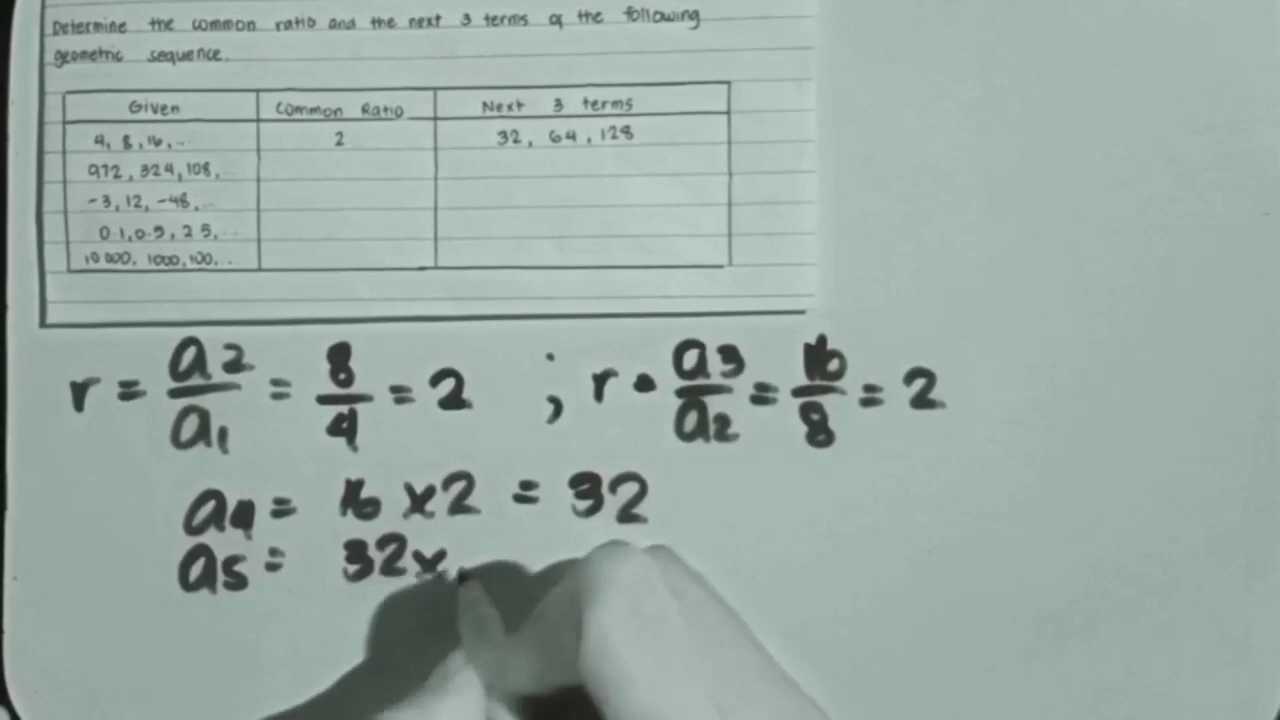 Determine the common ratio and the next 3 terms of the following
geometric sequence.
Given Common Ratio Next 3 terms
4, 8, 16, .. 2 32, 64, 128
972, 324, 108,
-3, 12, -48, ..
0.1, 0.5, 2.5, ..
10 000, 1000, 100, ..
r = a2/a1 = 8/4 = 2 ; r = a3/a2 = 16/8 = 2
a4 = 16 x 2 = 32
a5 = 32 x